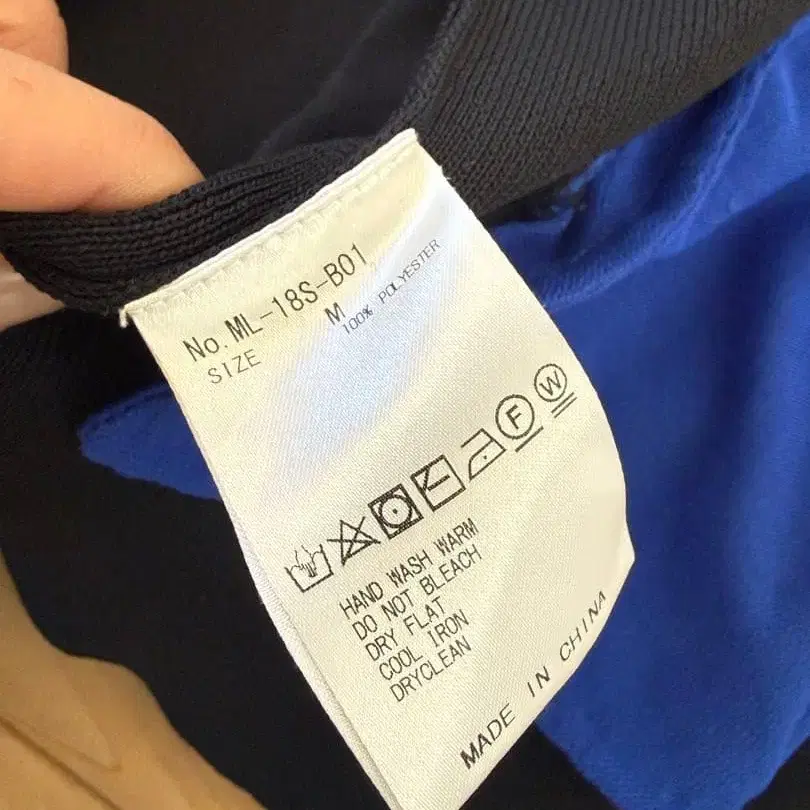 No. ML-18S-B01
SIZE M
100% POLYESTER
F W
HAND WASH WARM
DO NOT BLEACH
DRY FLAT
COOL IRON
DRYCLEAN
MADE IN CHINA